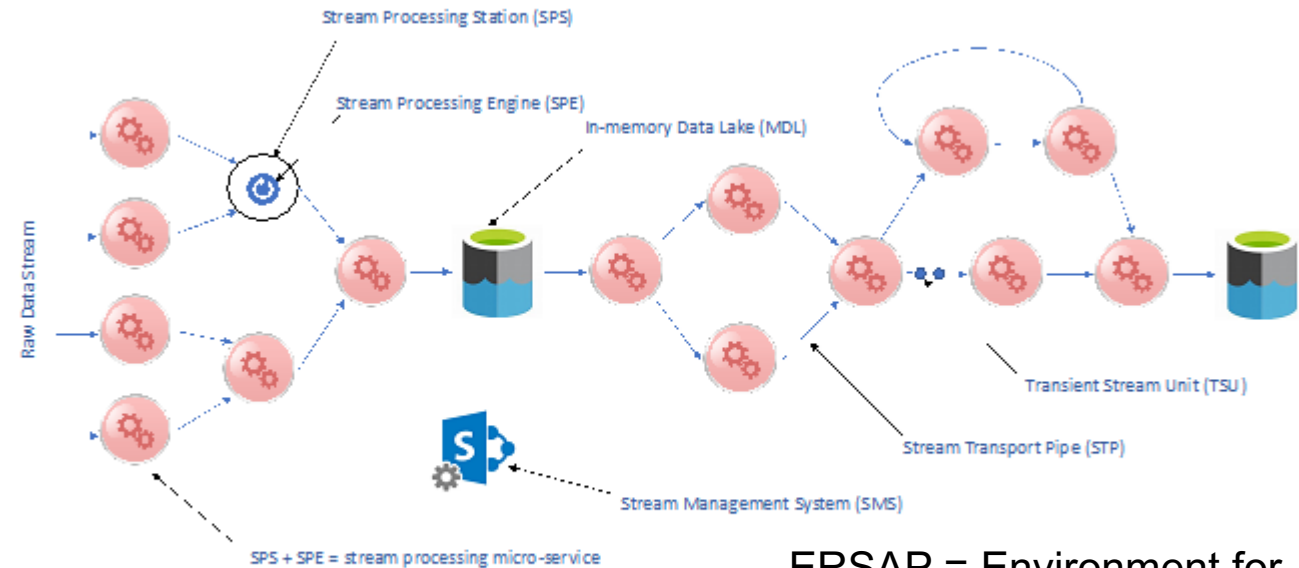 Stream Processing Station (SPS)
Stream Processing Engine (SPE)
In-memory Data Lake (MDL)
Raw Data Stream
Transient Stream Unit (TSU)
Stream Transport Pipe (STP)
S
Stream Management System (SMS)
SPS + SPE = stream processing micro-service
ERSAP = Environment for